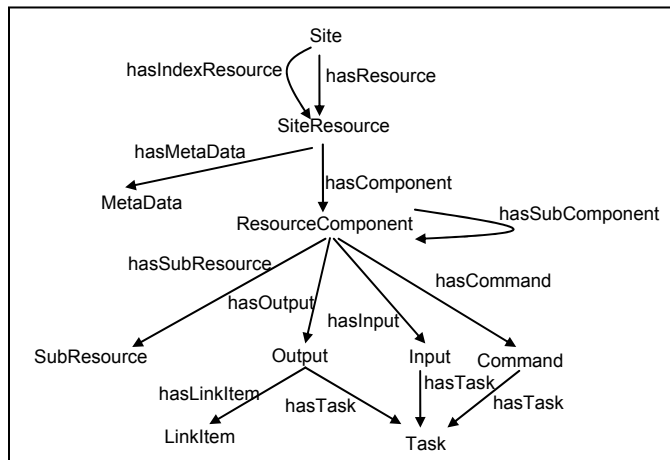 Site
hasIndexResource
hasResource
SiteResource
hasMetaData
hasComponent
MetaData
ResourceComponent
hasSubComponent
hasSubResource
hasOutput
hasInput
hasCommand
SubResource
Output
Input
Command
hasLinkItem
hasTask
hasTask
hasTask
LinkItem
Task